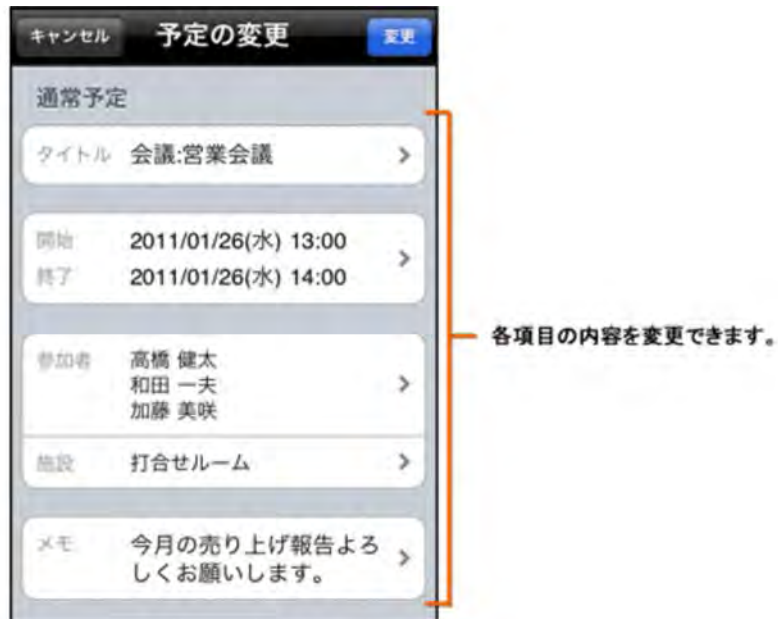 キャンセル 予定の変更 変更
通常予定
タイトル 会議:営業会議
開始 2011/01/26(水) 13:00
終了 2011/01/26(水) 14:00
各項目の内容を変更できます。
参加者 高橋 健太
和田 一夫
加藤 美咲
施設 打合せルーム
メモ 今月の売り上げ報告よろ
しくお願いします。